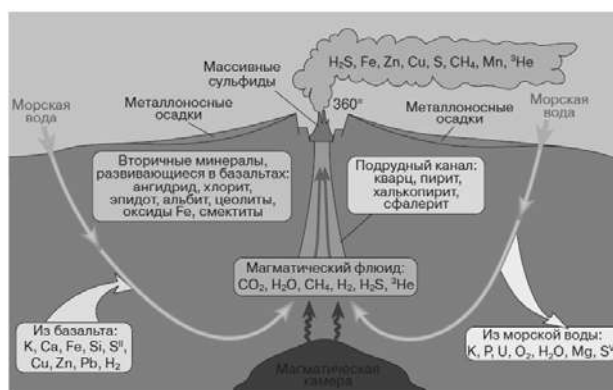 H₂S, Fe, Zn, Cu, S, CH₄, Mn, ³He
Массивные
сульфиды
360°
Морская
вода
Металлоносные
осадки
Металлоносные
осадки
Морская
вода
Вторичные минералы,
развивающиеся в базальтах:
ангидрид, хлорит,
эпидот, альбит, цеолиты,
оксиды Fe, смектиты
Подрудный канал:
кварц, пирит,
халькопирит,
сфалерит
Магматический флюид:
CO₂, H₂O, CH₄, H₂, H₂S, ³He
Из базальта:
K, Ca, Fe, Si, Sᴵᴵ,
Cu, Zn, Pb, H₂
Из морской воды:
K, P, U, O₂, H₂O, Mg, Sⱽ
Магматическая
камера